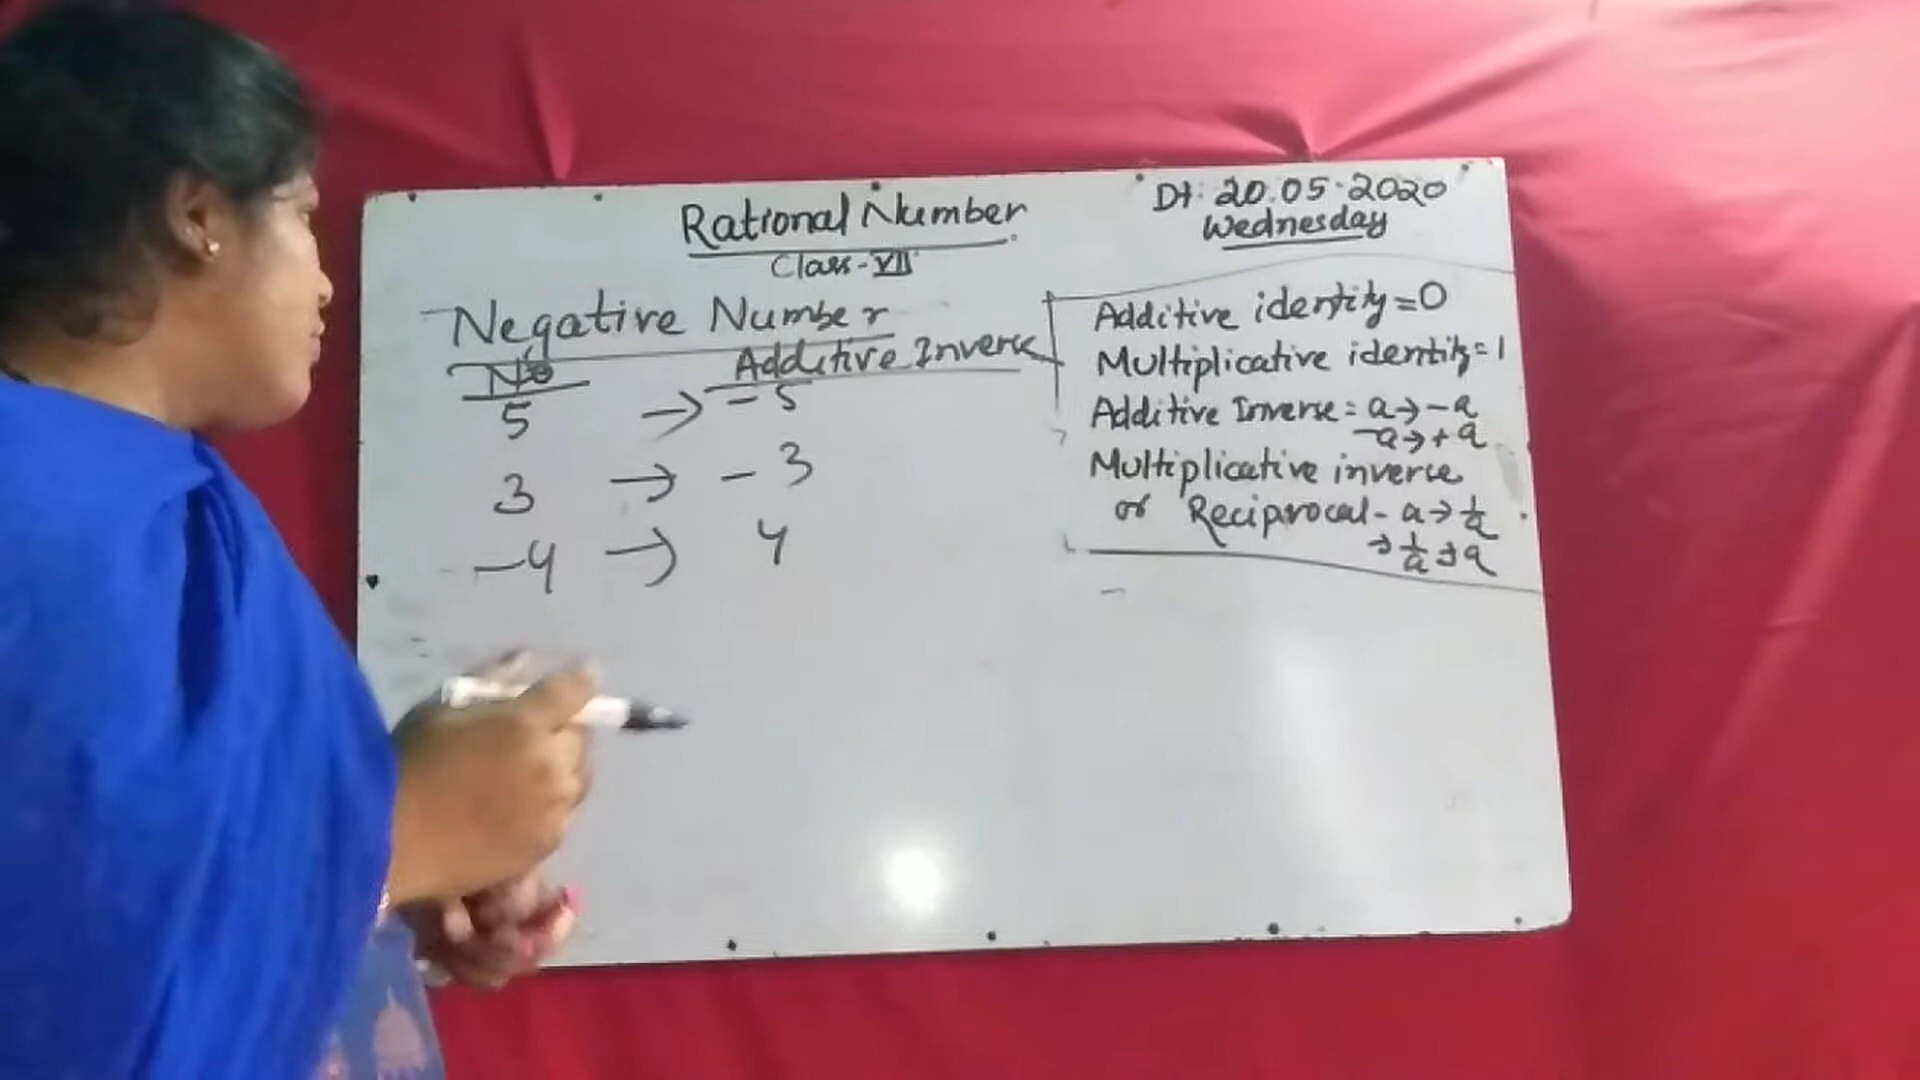 Rational Number
Class-VII
Dt: 20.05.2020
Wednesday
Negative Number
No Additive Inverse
5 → -5
3 → -3
-4 → 4
Additive identity=0
Multiplicative identity=1
Additive Inverse = a→-a
-a→+a
Multiplicative inverse
or Reciprocal - a→1/a
→1/a→a